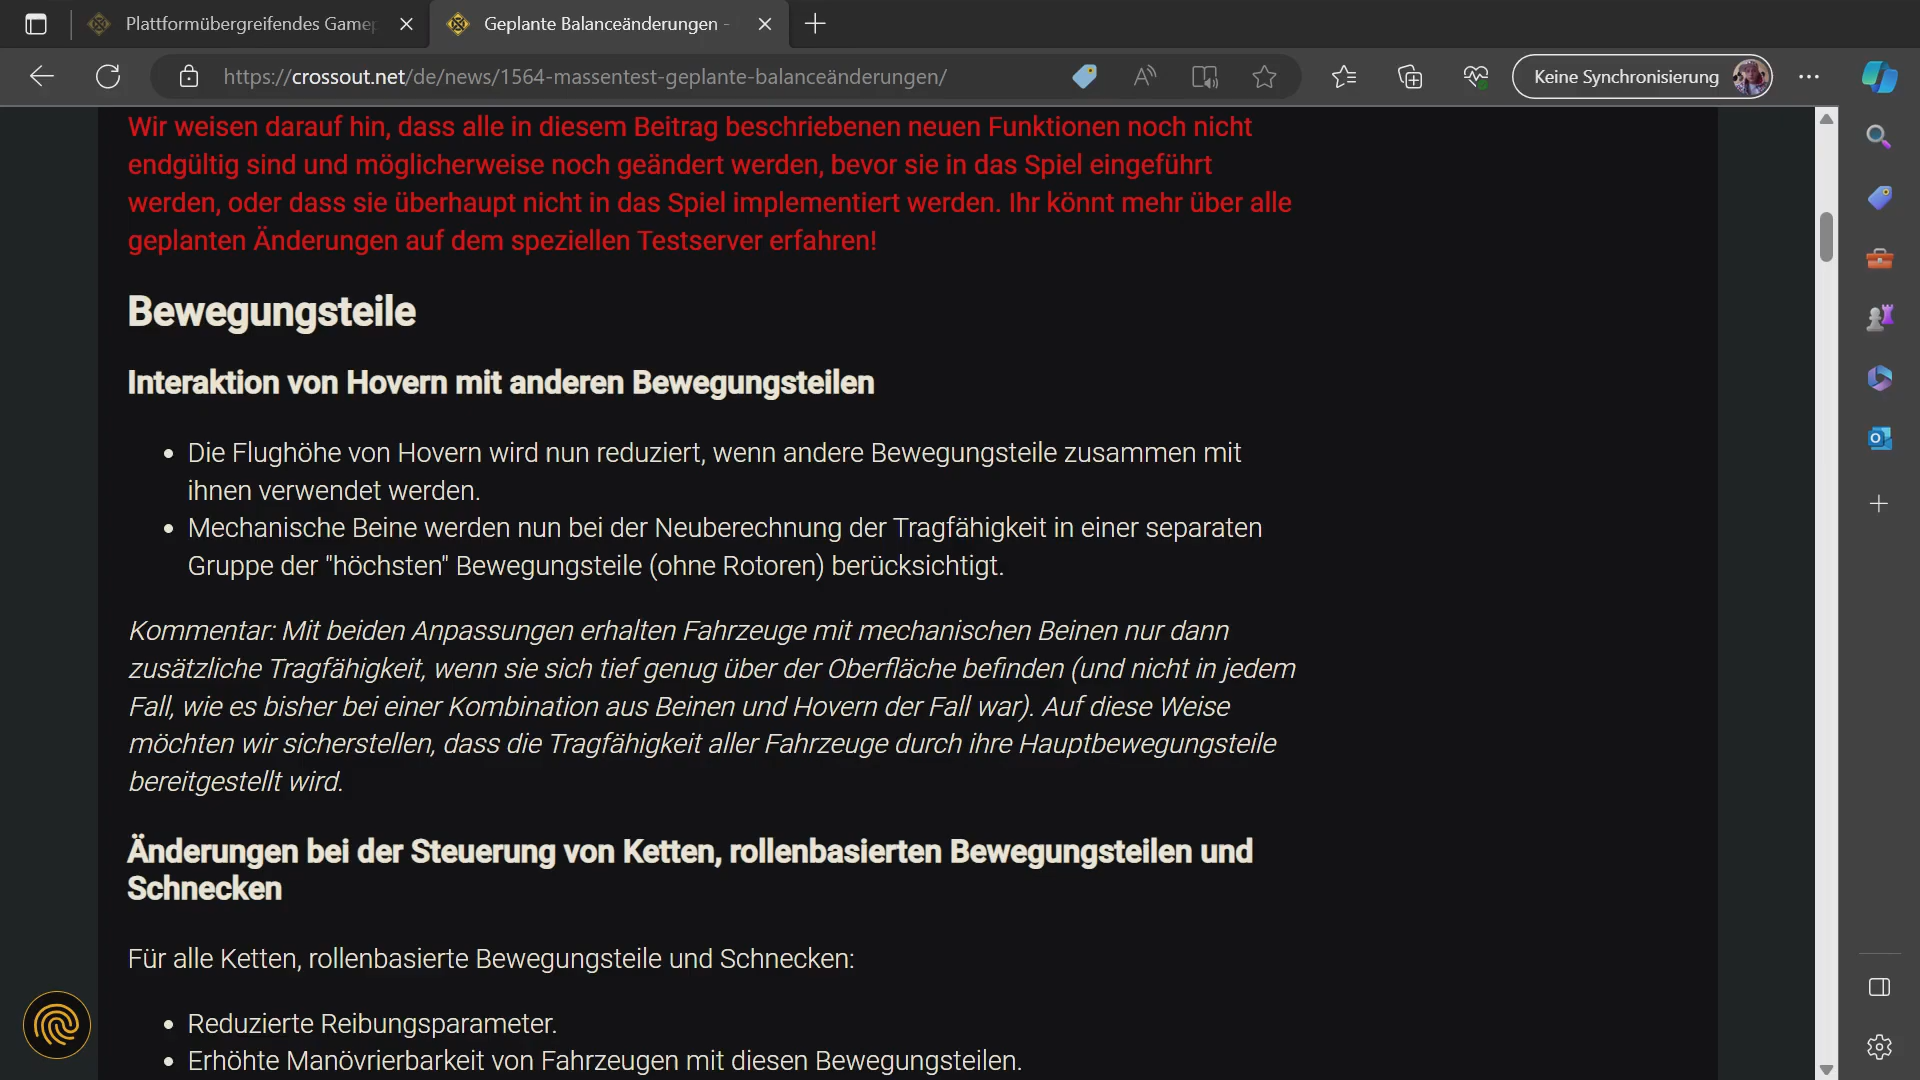 Plattformübergreifendes Gamep
Geplante Balanceänderungen -
https://crossout.net/de/news/1564-massentest-geplante-balanceänderungen/
Keine Synchronisierung
Wir weisen darauf hin, dass alle in diesem Beitrag beschriebenen neuen Funktionen noch nicht
endgültig sind und möglicherweise noch geändert werden, bevor sie in das Spiel eingeführt
werden, oder dass sie überhaupt nicht in das Spiel implementiert werden. Ihr könnt mehr über alle
geplanten Änderungen auf dem speziellen Testserver erfahren!
Bewegungsteile
Interaktion von Hovern mit anderen Bewegungsteilen
• Die Flughöhe von Hovern wird nun reduziert, wenn andere Bewegungsteile zusammen mit
ihnen verwendet werden.
• Mechanische Beine werden nun bei der Neuberechnung der Tragfähigkeit in einer separaten
Gruppe der "höchsten" Bewegungsteile (ohne Rotoren) berücksichtigt.
Kommentar: Mit beiden Anpassungen erhalten Fahrzeuge mit mechanischen Beinen nur dann
zusätzliche Tragfähigkeit, wenn sie sich tief genug über der Oberfläche befinden (und nicht in jedem
Fall, wie es bisher bei einer Kombination aus Beinen und Hovern der Fall war). Auf diese Weise
möchten wir sicherstellen, dass die Tragfähigkeit aller Fahrzeuge durch ihre Hauptbewegungsteile
bereitgestellt wird.
Änderungen bei der Steuerung von Ketten, rollenbasierten Bewegungsteilen und
Schnecken
Für alle Ketten, rollenbasierte Bewegungsteile und Schnecken:
• Reduzierte Reibungsparameter.
• Erhöhte Manövrierbarkeit von Fahrzeugen mit diesen Bewegungsteilen.